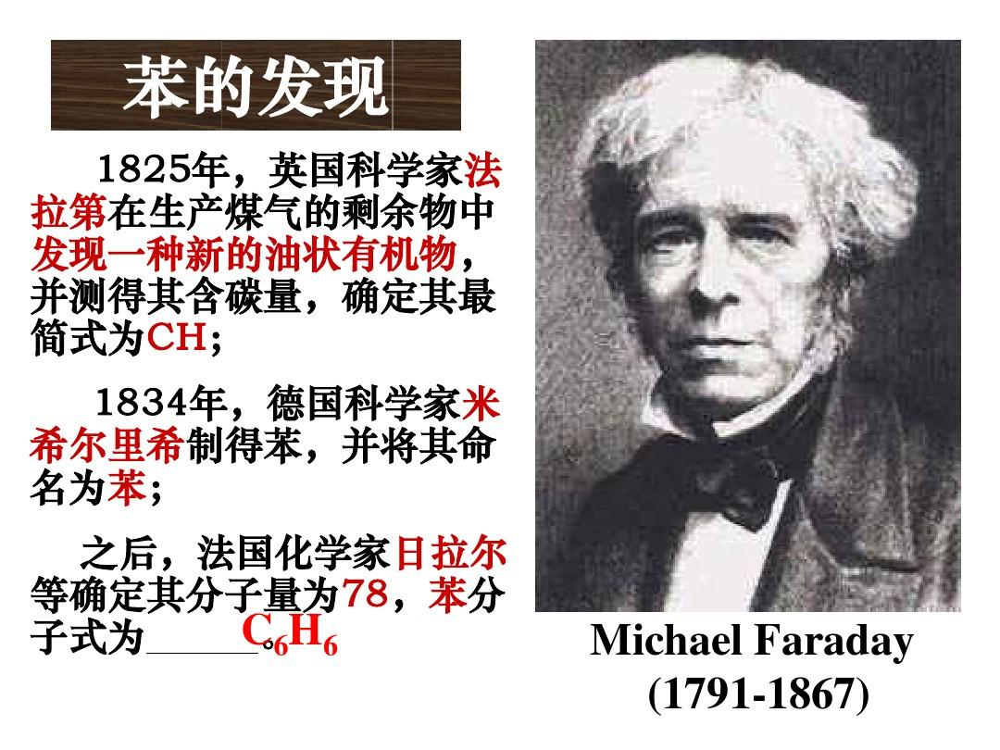 苯的发现
1825年，英国科学家法
拉第在生产煤气的剩余物中
发现一种新的油状有机物，
并测得其含碳量，确定其最
简式为CH；
1834年，德国科学家米
希尔里希制得苯，并将其命
名为苯；
之后，法国化学家日拉尔
等确定其分子量为78，苯分
子式为______。
C₆H₆
Michael Faraday
(1791-1867)